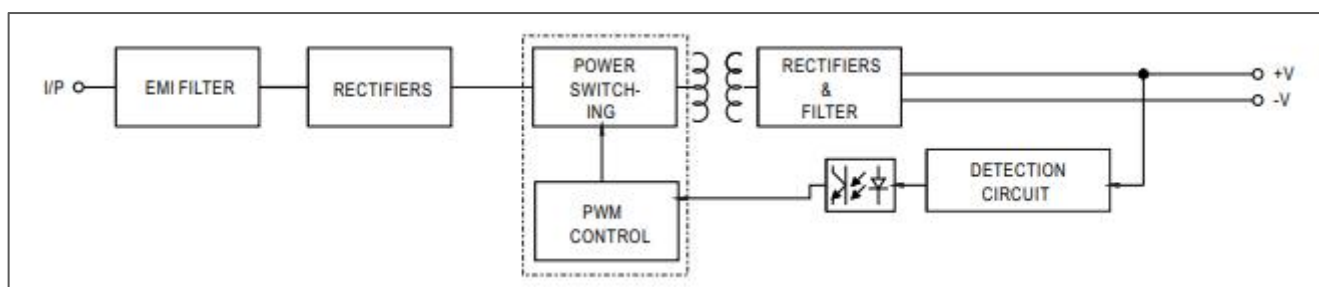 I/P
EMI FILTER
RECTIFIERS
POWER
SWITCH-
ING
RECTIFIERS
&
FILTER
+V
-V
PWM
CONTROL
DETECTION
CIRCUIT